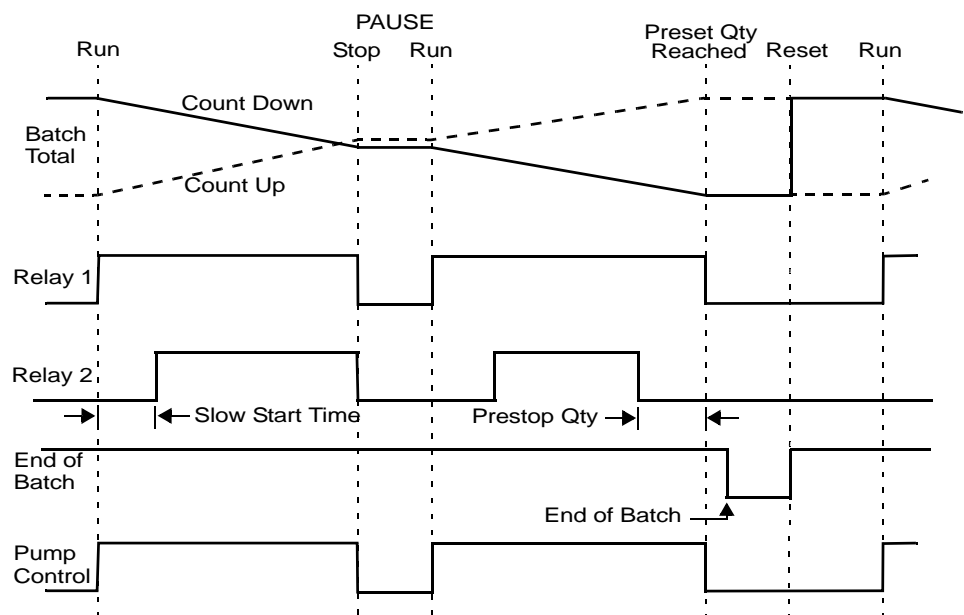 PAUSE
Run
Stop
Run
Preset Qty
Reached
Reset
Run
Count Down
Batch
Total
Count Up
Relay 1
Relay 2
Slow Start Time
Prestop Qty
End of
Batch
End of Batch
Pump
Control